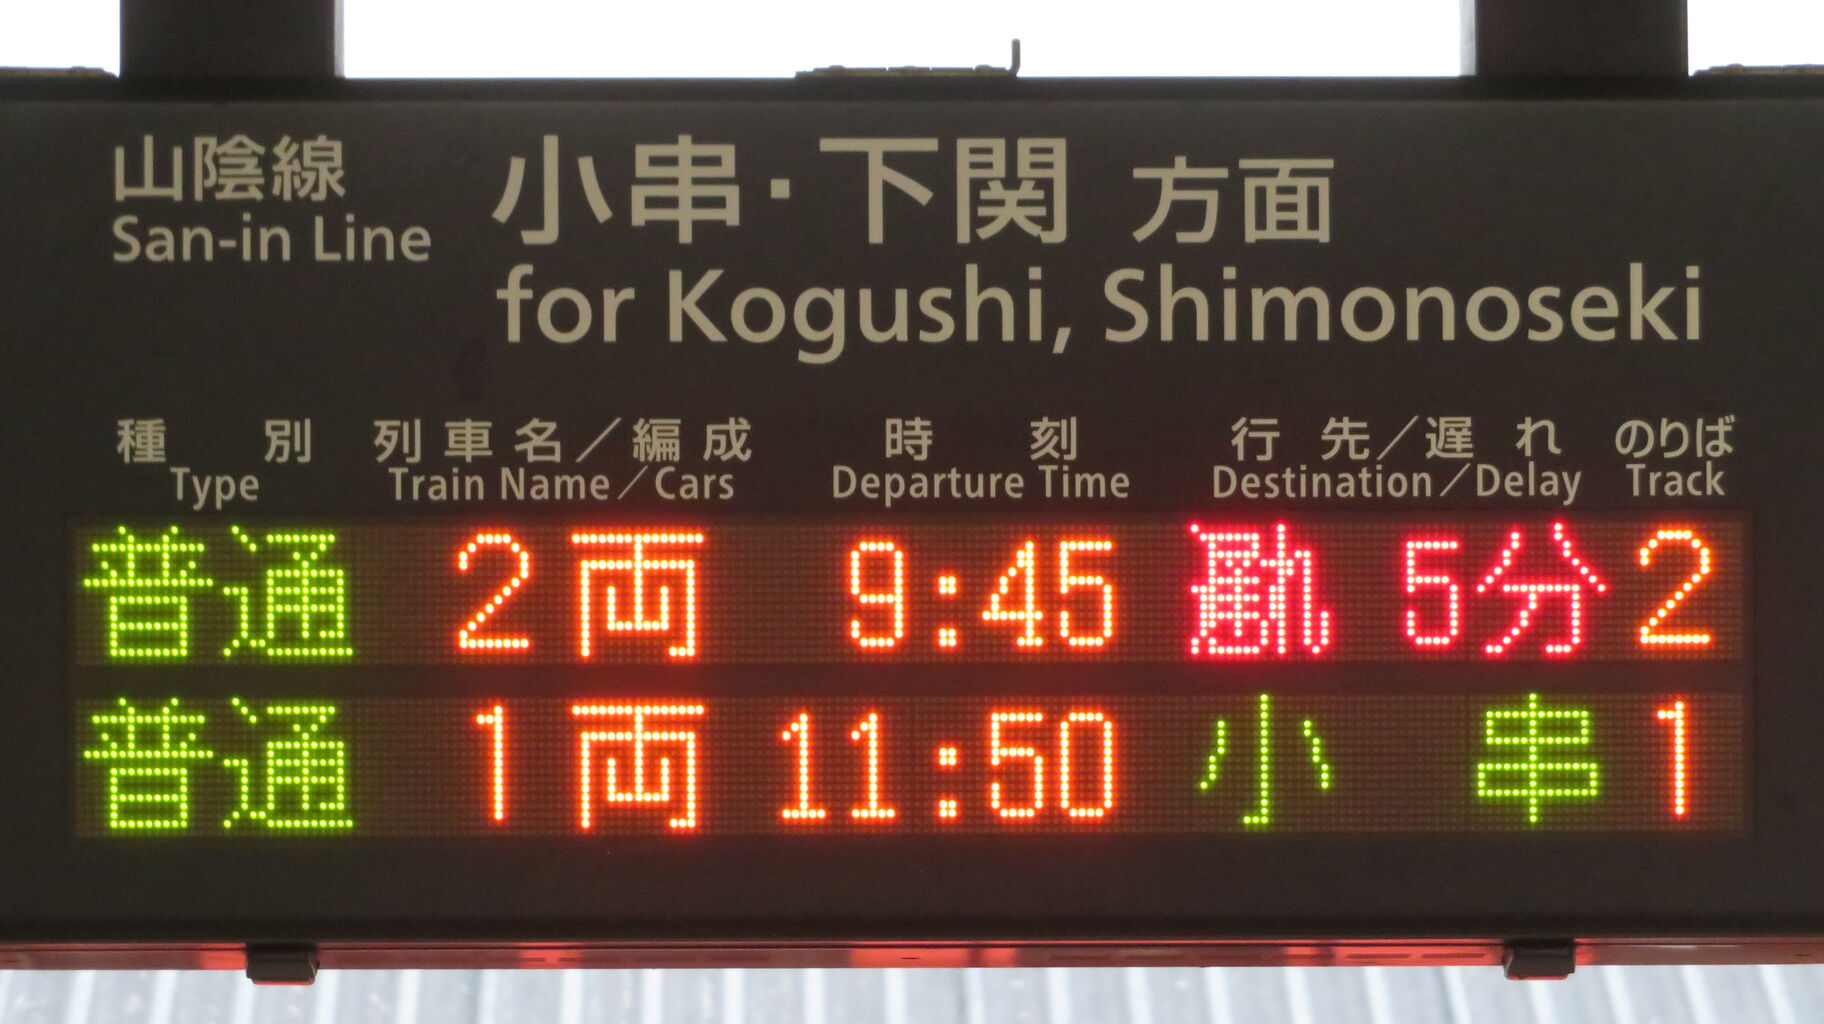 山陰線 小串・下関 方面
San-in Line for Kogushi, Shimonoseki
種別 列車名／編成 時刻 行先／遅れ のりば
Type Train Name／Cars Departure Time Destination／Delay Track
普通 2両 9:45 5分 2
普通 1両 11:50 小串 1